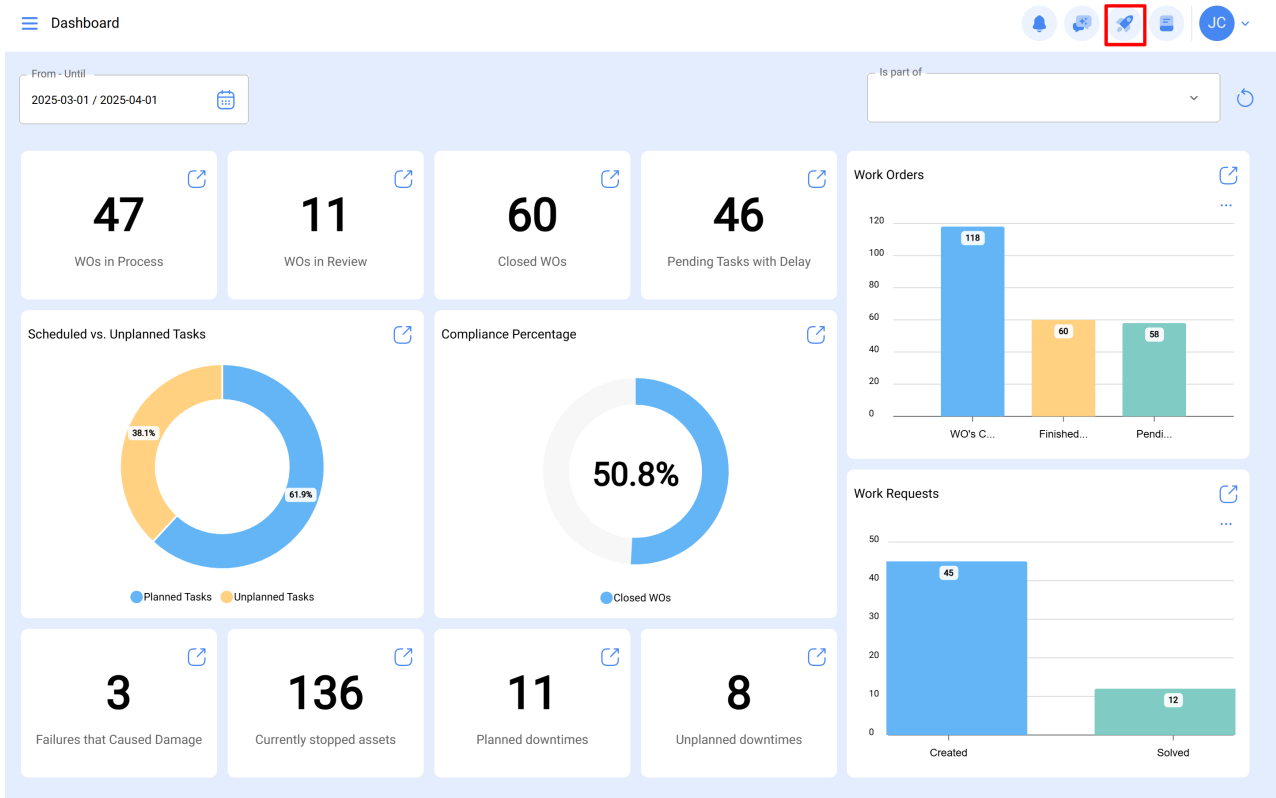 Dashboard
JC
From - Until
2025-03-01 / 2025-04-01
Is part of
47
WOs in Process
11
WOs in Review
60
Closed WOs
46
Pending Tasks with Delay
Work Orders
...
120
100
80
60
40
20
0
118
60
58
WO's C...
Finished...
Pendi...
Scheduled vs. Unplanned Tasks
38.1%
61.9%
Planned Tasks
Unplanned Tasks
Compliance Percentage
50.8%
Closed WOs
Work Requests
...
50
40
30
20
10
0
45
12
Created
Solved
3
Failures that Caused Damage
136
Currently stopped assets
11
Planned downtimes
8
Unplanned downtimes